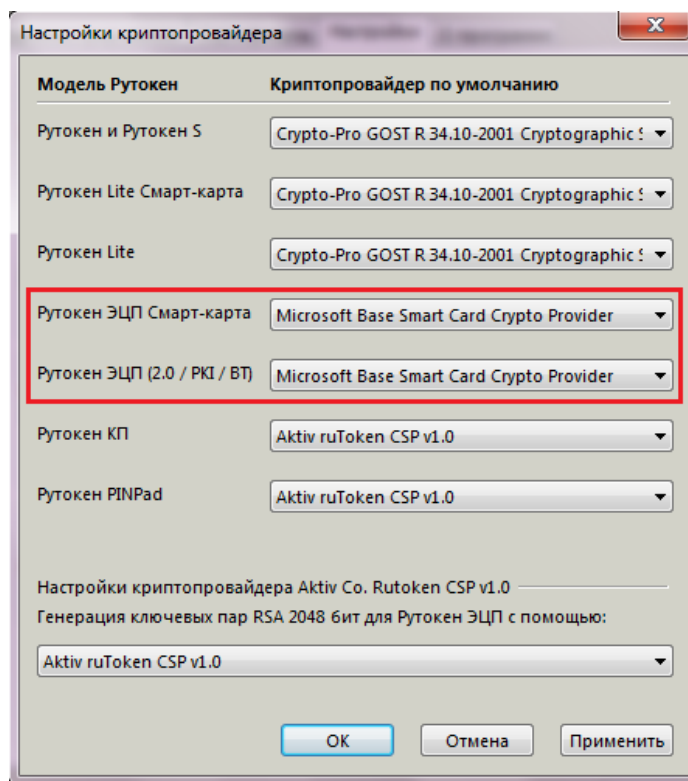 Настройки криптопровайдера
Настройки
Модель Рутокен Криптопровайдер по умолчанию
Рутокен и Рутокен S Crypto-Pro GOST R 34.10-2001 Cryptographic S
Рутокен Lite Смарт-карта Crypto-Pro GOST R 34.10-2001 Cryptographic S
Рутокен Lite Crypto-Pro GOST R 34.10-2001 Cryptographic S
Рутокен ЭЦП Смарт-карта Microsoft Base Smart Card Crypto Provider
Рутокен ЭЦП (2.0 / PKI / BT) Microsoft Base Smart Card Crypto Provider
Рутокен КП Aktiv ruToken CSP v1.0
Рутокен PINPad Aktiv ruToken CSP v1.0
Настройки криптопровайдера Aktiv Co. Rutoken CSP v1.0
Генерация ключевых пар RSA 2048 бит для Рутокен ЭЦП с помощью:
Aktiv ruToken CSP v1.0
ОК Отмена Применить